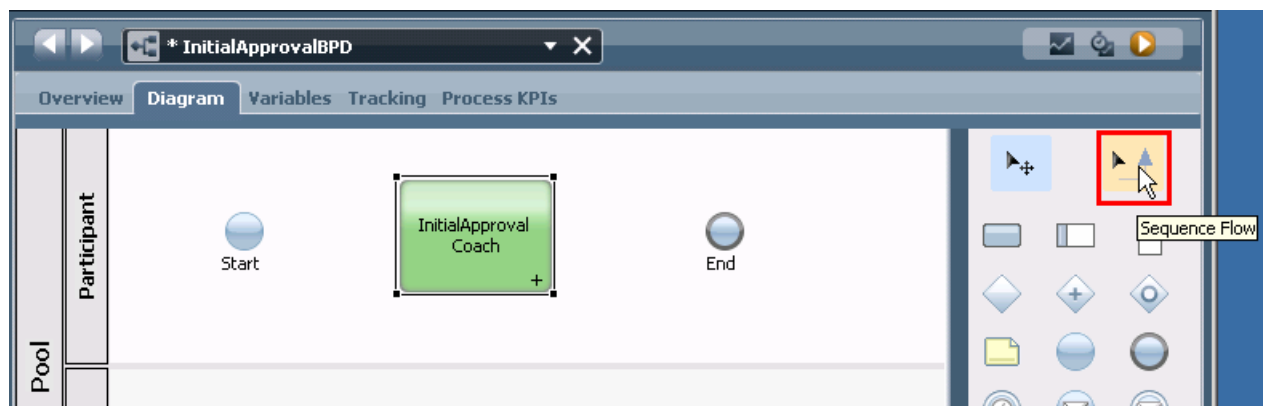 * InitialApprovalBPD
Overview Diagram Variables Tracking Process KPIs
Pool
Participant
Start
InitialApproval
Coach
+
End
Sequence Flow